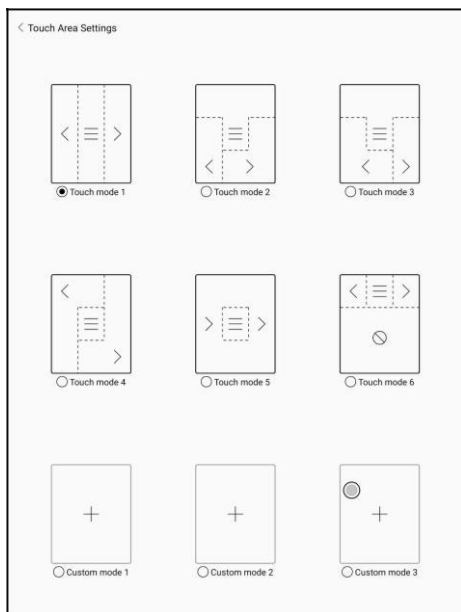 Touch Area Settings
Touch mode 1
Touch mode 2
Touch mode 3
Touch mode 4
Touch mode 5
Touch mode 6
Custom mode 1
Custom mode 2
Custom mode 3